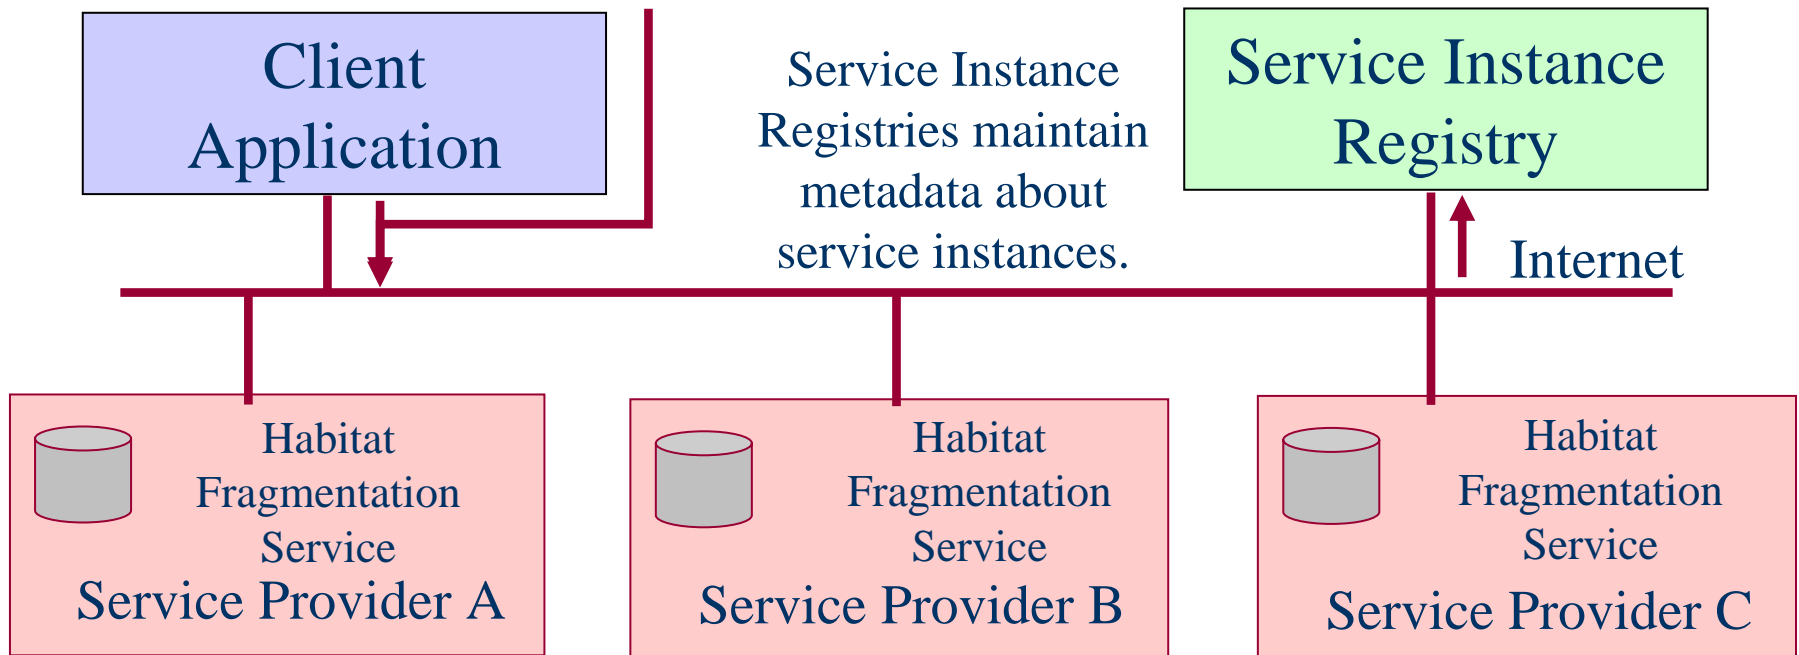 Client
Application
Service Instance
Registries maintain
metadata about
service instances.
Service Instance
Registry
Internet
Habitat
Fragmentation
Service
Service Provider A
Habitat
Fragmentation
Service
Service Provider B
Habitat
Fragmentation
Service
Service Provider C